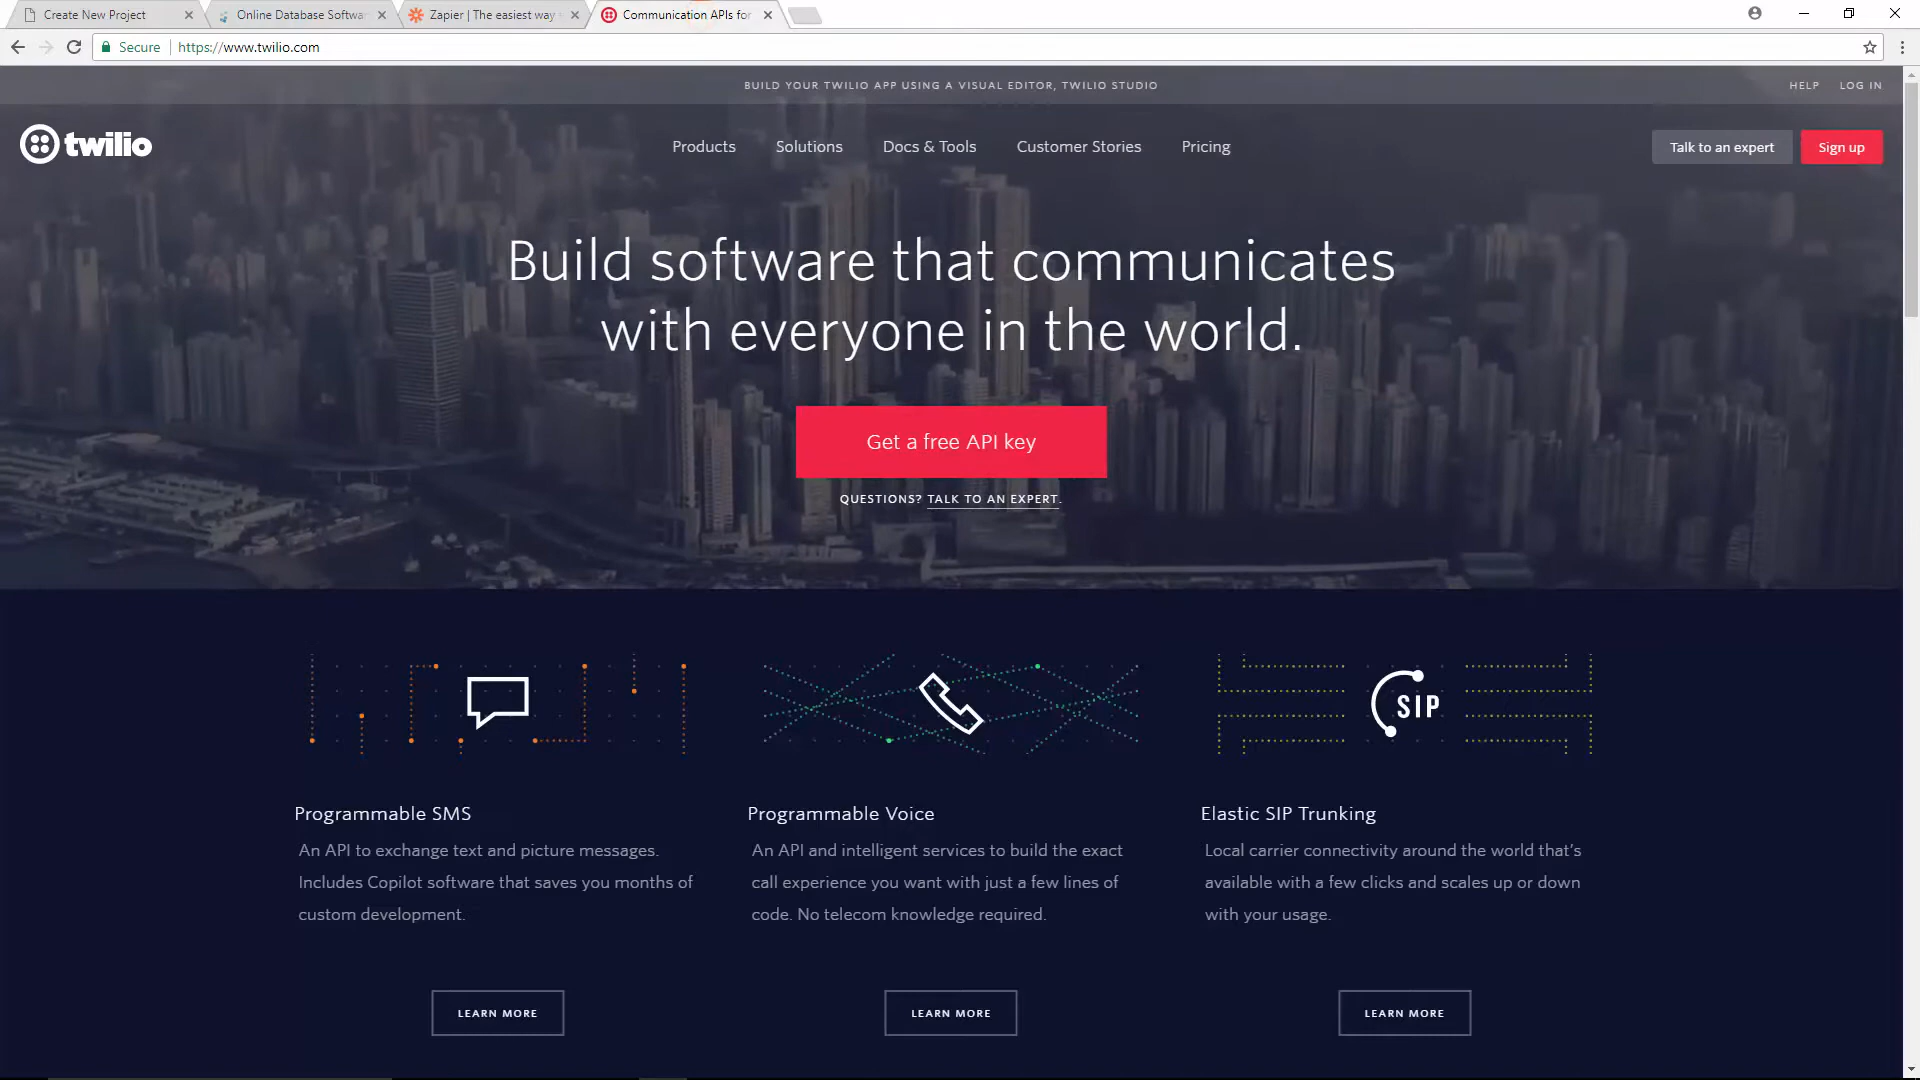 Create New Project
Online Database Softwa
Zapier | The easiest way
Communication APIs for
Secure
https://www.twilio.com
BUILD YOUR TWILIO APP USING A VISUAL EDITOR, TWILIO STUDIO
HELP
LOG IN
twilio
Products
Solutions
Docs & Tools
Customer Stories
Pricing
Talk to an expert
Sign up
Build software that communicates
with everyone in the world.
Get a free API key
QUESTIONS? TALK TO AN EXPERT.
SIP
Programmable SMS
An API to exchange text and picture messages.
Includes Copilot software that saves you months of
custom development.
LEARN MORE
Programmable Voice
An API and intelligent services to build the exact
call experience you want with just a few lines of
code. No telecom knowledge required.
LEARN MORE
Elastic SIP Trunking
Local carrier connectivity around the world that's
available with a few clicks and scales up or down
with your usage.
LEARN MORE